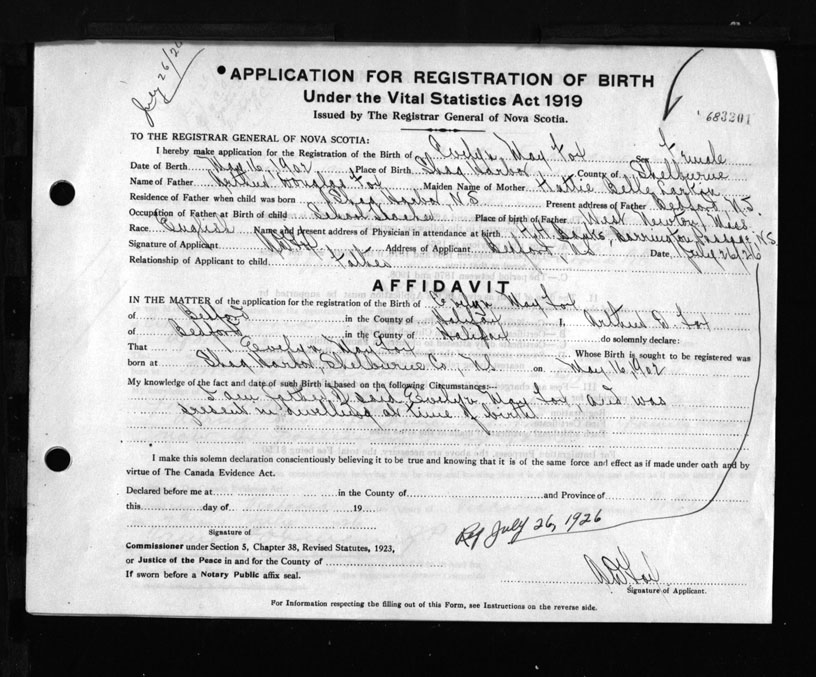 July 26/26
APPLICATION FOR REGISTRATION OF BIRTH
Under the Vital Statistics Act 1919
Issued by The Registrar General of Nova Scotia.
683201
TO THE REGISTRAR GENERAL OF NOVA SCOTIA:
I hereby make application for the Registration of the Birth of Evelyn May Fox Sex Female
Date of Birth May 16, 1902 Place of Birth Shag Harbor County of Shelburne
Name of Father Arthur Douglas Fox Maiden Name of Mother Hattie Belle
Residence of Father when child was born Shag Harbor, N.S Present address of Father Bedford N.S.
Occupation of Father at Birth of child Place of birth of Father West Newton, Mass.
Race English Name and present address of Physician in attendance at birth Banks, Barrington Passage, N.S.
Signature of Applicant A D Fox Address of Applicant Bedford, N.S Date, July 26/26
Relationship of Applicant to child Father
AFFIDAVIT
IN THE MATTER of the application for the registration of the Birth of Evelyn May Fox
of Bedford in the County of Halifax I, Arthur D. Fox
of Bedford in the County of Halifax do solemnly declare:
That Evelyn May Fox Whose Birth is sought to be registered was
born at Shag Harbor, Shelburne Co., N.S on May 16, 1902
My knowledge of the fact and date of such Birth is based on the following Circumstances:—
I am father of said Evelyn May Fox, and was
present in dwelling at time of birth
I make this solemn declaration conscientiously believing it to be true and knowing that it is of the same force and effect as if made under oath and by
virtue of The Canada Evidence Act.
Declared before me at in the County of and Province of
this day of 19
Signature of
Reg July 26, 1926
Commissioner under Section 5, Chapter 38, Revised Statutes, 1923,
or Justice of the Peace in and for the County of
If sworn before a Notary Public affix seal.
A D Fox
Signature of Applicant.
For Information respecting the filling out of this Form, see Instructions on the reverse side.